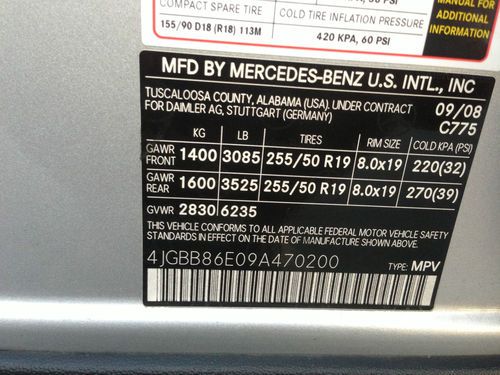 COMPACT SPARE TIRE
COLD TIRE INFLATION PRESSURE
155/90 D18 (R18) 113M
420 KPA, 60 PSI
MANUAL FOR
ADDITIONAL
INFORMATION
MFD BY MERCEDES-BENZ U.S. INTL., INC
TUSCALOOSA COUNTY, ALABAMA (USA). UNDER CONTRACT
FOR DAIMLER AG, STUTTGART (GERMANY)
09/08
C775
KG LB TIRES RIM SIZE COLD KPA (PSI)
GAWR FRONT 1400 3085 255/50 R19 8.0x19 220(32)
GAWR REAR 1600 3525 255/50 R19 8.0x19 270(39)
GVWR 2830 6235
THIS VEHICLE CONFORMS TO ALL APPLICABLE FEDERAL MOTOR VEHICLE SAFETY
STANDARDS IN EFFECT ON THE DATE OF MANUFACTURE SHOWN ABOVE.
4JGBB86E09A470200
TYPE: MPV